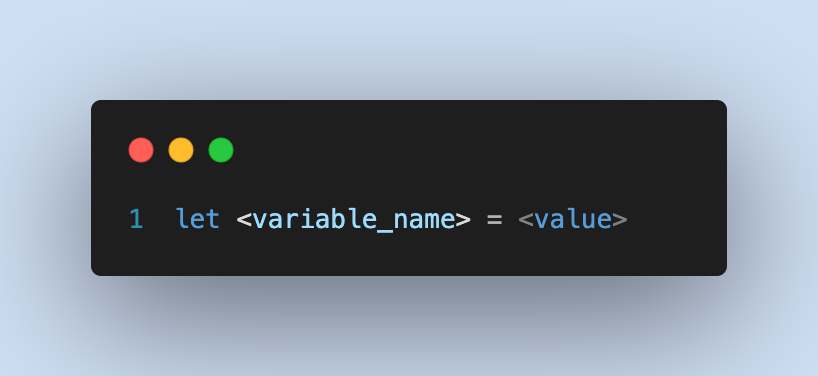 1 let <variable_name> = <value>